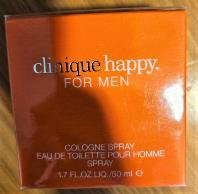 clinique happy.
FOR MEN
COLOGNE SPRAY
EAU DE TOILETTE POUR HOMME
SPRAY
1.7 FL.OZ.LIQ./50 ml e